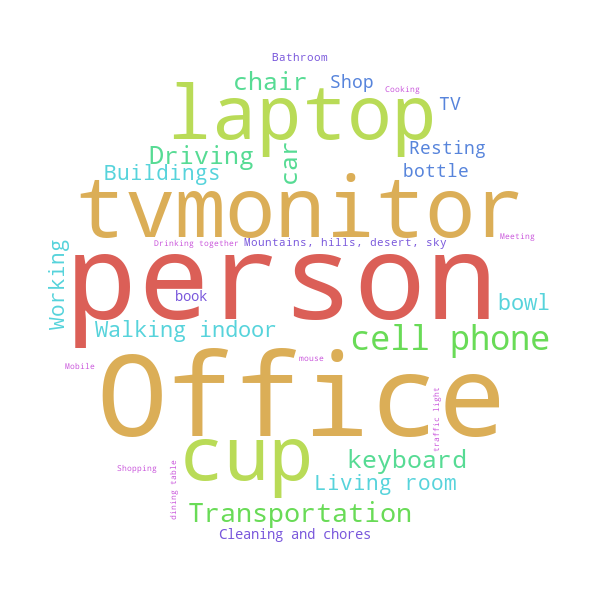 Bathroom
chair
Shop
Cooking
laptop
TV
Driving
car
Resting
Buildings
bottle
tvmonitor
Working
Drinking together
Mountains, hills, desert, sky
Meeting
person
book
bowl
Walking indoor
cell phone
mouse
Mobile
Office
traffic light
cup
keyboard
Shopping
dining table
Living room
Transportation
Cleaning and chores